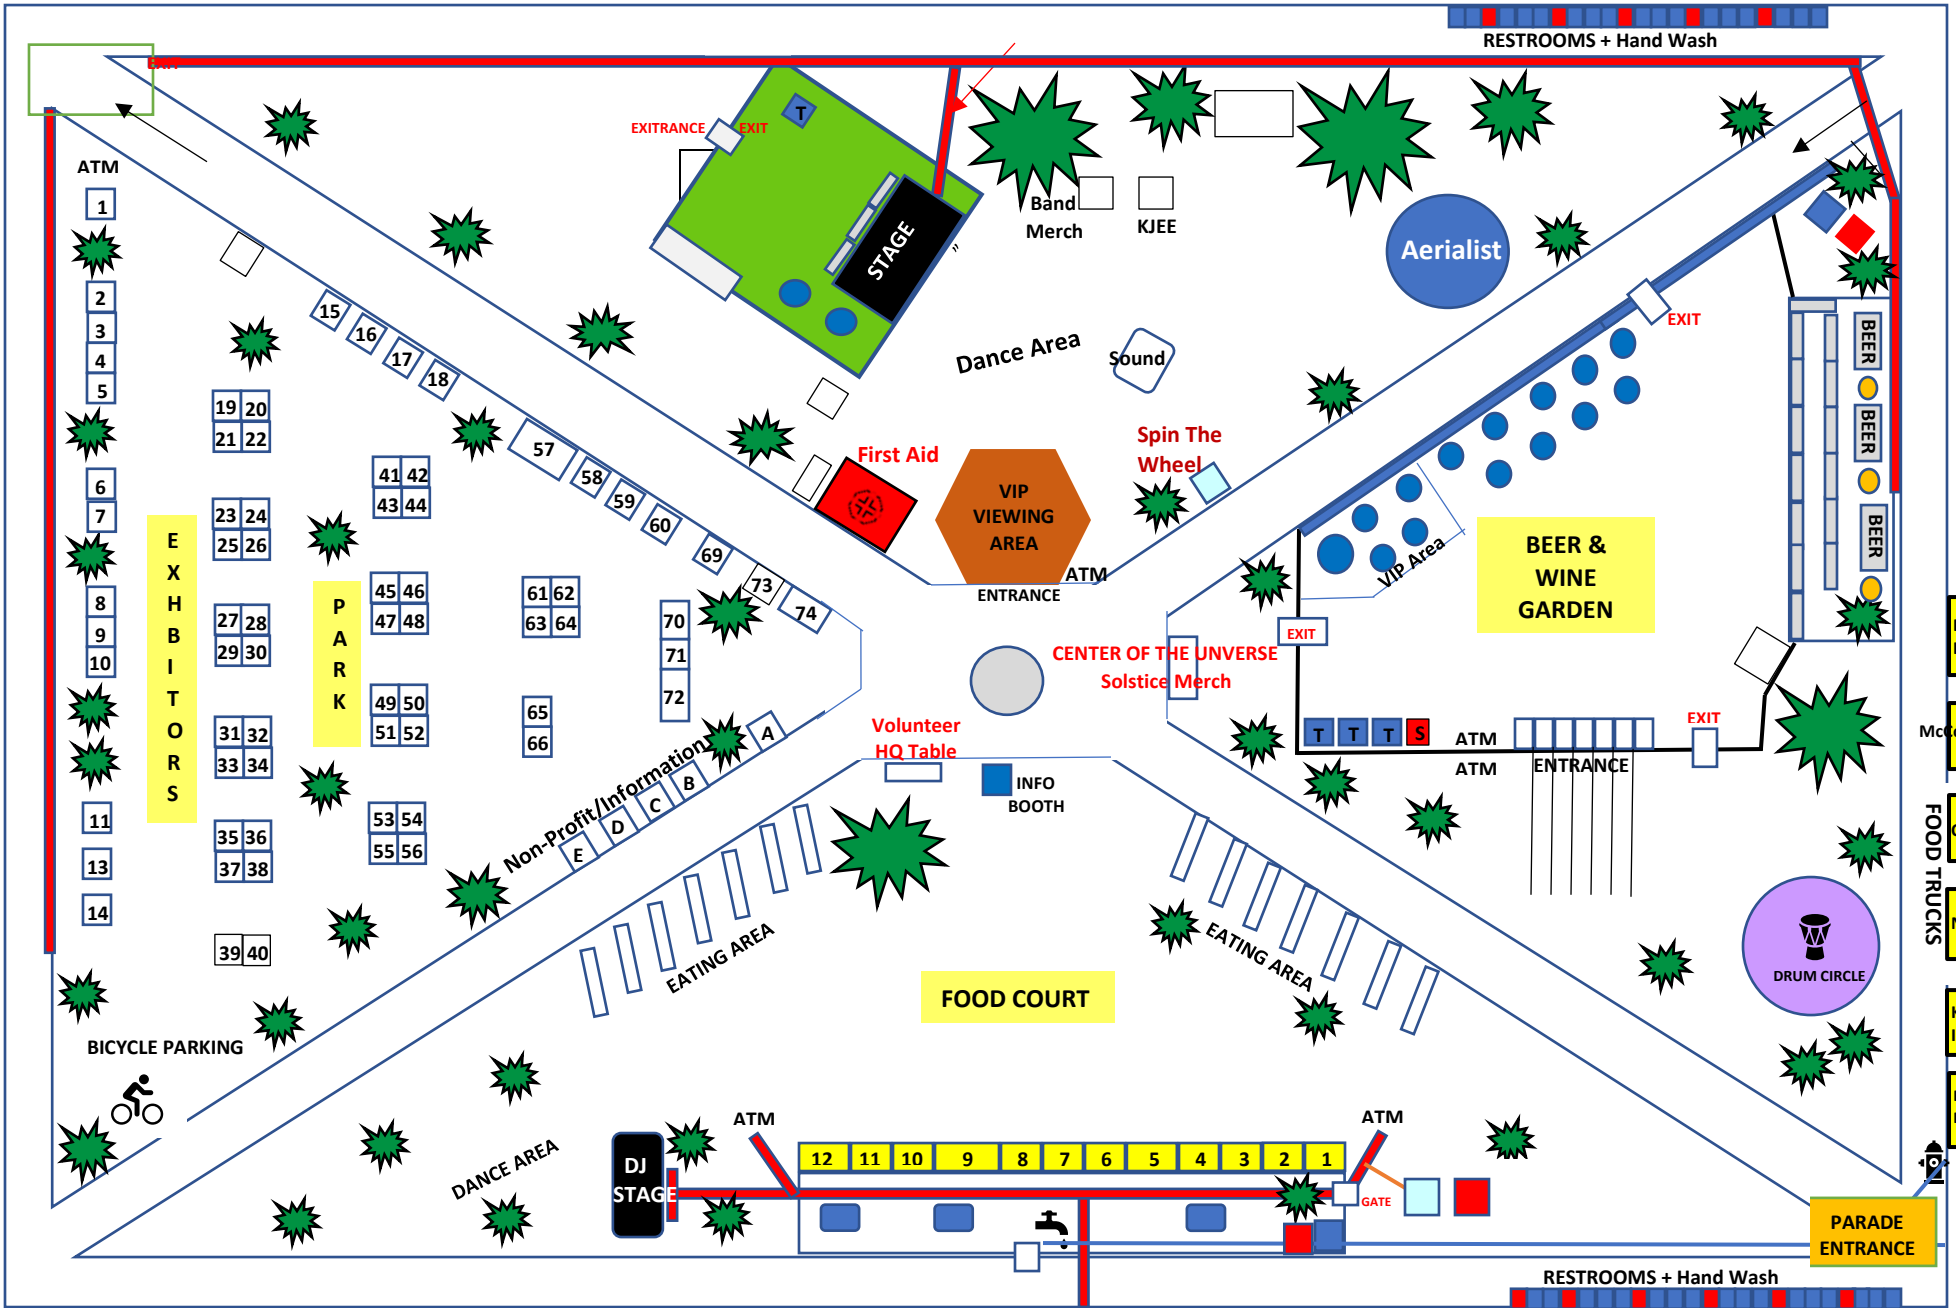 RESTROOMS + Hand Wash
EXIT
ATM
EXITRANCE
EXIT
T
STAGE
”
Band
Merch
KJEE
Aerialist
Dance Area
Sound
First Aid
VIP
VIEWING
AREA
Spin The
Wheel
ATM
ENTRANCE
1
2
3
4
5
6
7
8
9
10
11
13
14
15
16
17
18
19 20
21 22
23 24
25 26
27 28
29 30
31 32
33 34
35 36
37 38
39 40
41 42
43 44
45 46
47 48
49 50
51 52
53 54
55 56
57
58
59
60
69
73
74
61 62
63 64
65
66
70
71
72
EXHBITORS
PARK
A
B
C
D
E
Non-Profit/Information
CENTER OF THE UNVERSE
Solstice Merch
Volunteer
HQ Table
INFO
BOOTH
EXIT
BEER
BEER
BEER
VIP Area
BEER &
WINE
GARDEN
EXIT
T T T S
ATM
ATM
ENTRANCE
EXIT
FOOD TRUCKS
DRUM CIRCLE
EATING AREA
EATING AREA
FOOD COURT
BICYCLE PARKING
DANCE AREA
DJ
STAGE
ATM
ATM
12 11 10 9 8 7 6 5 4 3 2 1
GATE
PARADE
ENTRANCE
RESTROOMS + Hand Wash